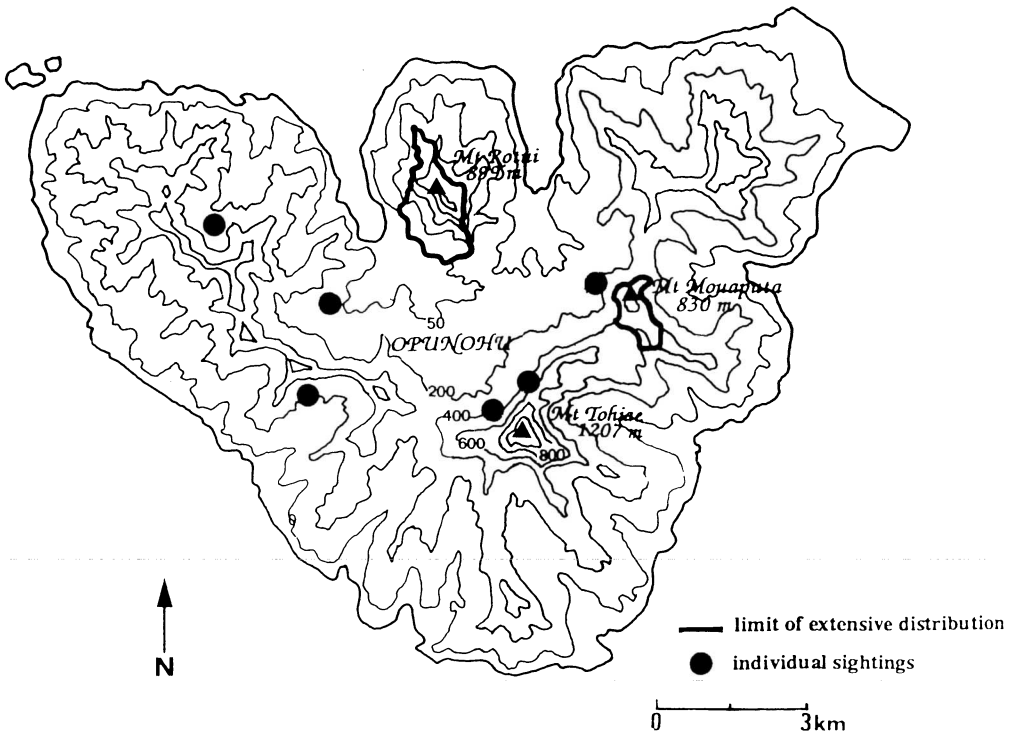 Mt Rotui
899 m
Mt Mouaputa
830 m
50
OPUNOHU
200
400
Mt Tohiae
1207 m
600
800
N
limit of extensive distribution
individual sightings
0 3km